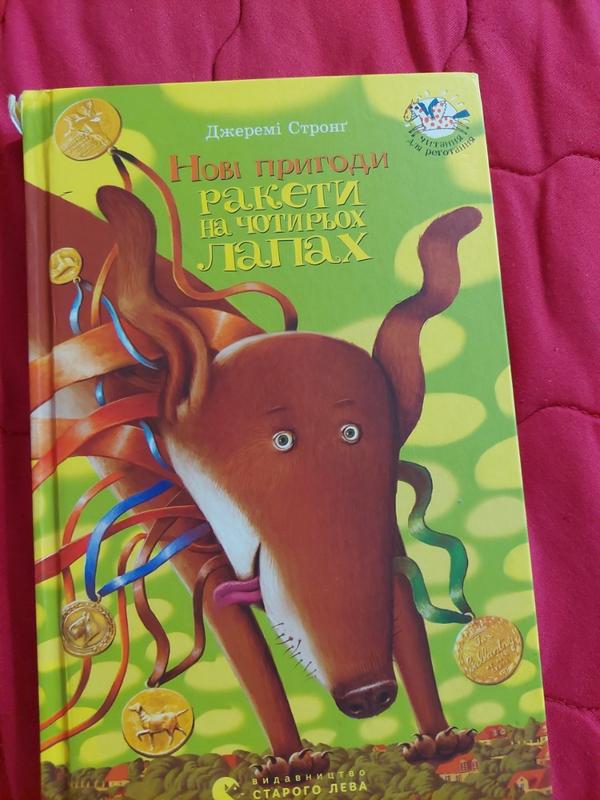 Джеремі Стронґ
читання
для реготання
Нові пригоди
ракети
на чотирьох
лапах
видавництво
Старого Лева